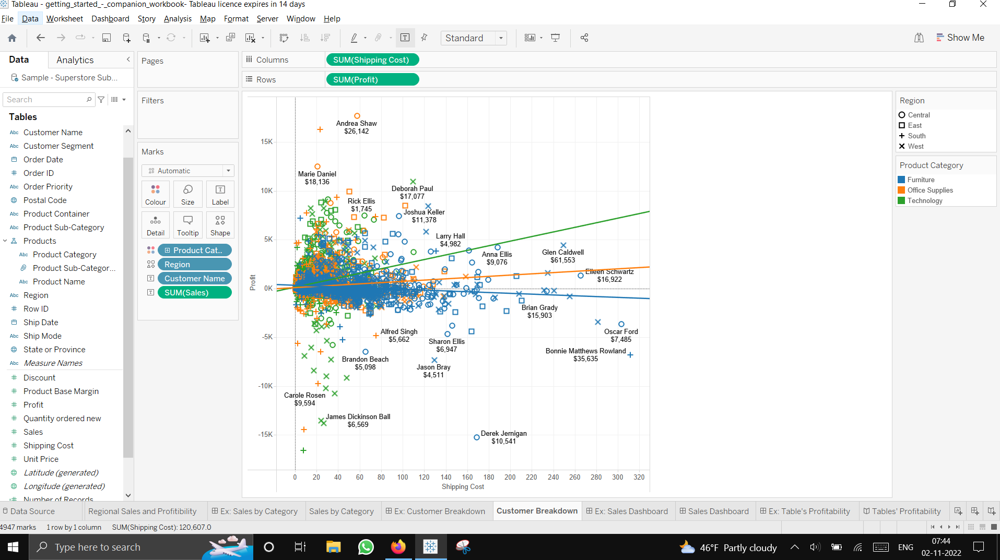 Tableau - getting_started_-_companion_workbook- Tableau licence expires in 14 days
File Data Worksheet Dashboard Story Analysis Map Format Server Window Help
Standard
Show Me
Data Analytics
Sample - Superstore Sub...
Search
Tables
Abc Customer Name
Abc Customer Segment
Order Date
# Order ID
Abc Order Priority
Postal Code
Abc Product Container
Abc Product Sub-Category
Products
Abc Product Category
Product Sub-Categor...
Abc Product Name
Abc Region
# Row ID
Ship Date
Abc Ship Mode
State or Province
Abc Measure Names
# Discount
# Product Base Margin
# Profit
# Quantity ordered new
# Sales
# Shipping Cost
# Unit Price
Latitude (generated)
Longitude (generated)
Number of Records
Pages
Filters
Marks
Automatic
Colour Size Label
Detail Tooltip Shape
Product Cat..
Region
Customer Name
SUM(Sales)
Columns SUM(Shipping Cost)
Rows SUM(Profit)
Profit
15K
10K
5K
0K
-5K
-10K
-15K
Andrea Shaw
$26,142
Marie Daniel
$18,136
Deborah Paul
$17,077
Rick Ellis
$1,745
Joshua Keller
$11,378
Larry Hall
$4,982
Anna Ellis
$9,076
Glen Caldwell
$61,553
Eileen Schwartz
$16,922
Brian Grady
$15,903
Alfred Singh
$5,662
Sharon Ellis
$6,947
Oscar Ford
$7,485
Bonnie Matthews Rowland
$35,635
Brandon Beach
$5,098
Jason Bray
$4,511
Carole Rosen
$9,594
James Dickinson Ball
$6,569
Derek Jernigan
$10,541
0 20 40 60 80 100 120 140 160 180 200 220 240 260 280 300 320
Shipping Cost
Region
Central
East
South
West
Product Category
Furniture
Office Supplies
Technology
Data Source Regional Sales and Profitibility Ex: Sales by Category Sales by Category Ex: Customer Breakdown Customer Breakdown Ex: Sales Dashboard Sales Dashboard Ex: Table's Profitability Tables' Profitability
4947 marks 1 row by 1 column SUM(Shipping Cost): 120,607.0
Type here to search
46°F Partly cloudy
ENG
07:44
02-11-2022